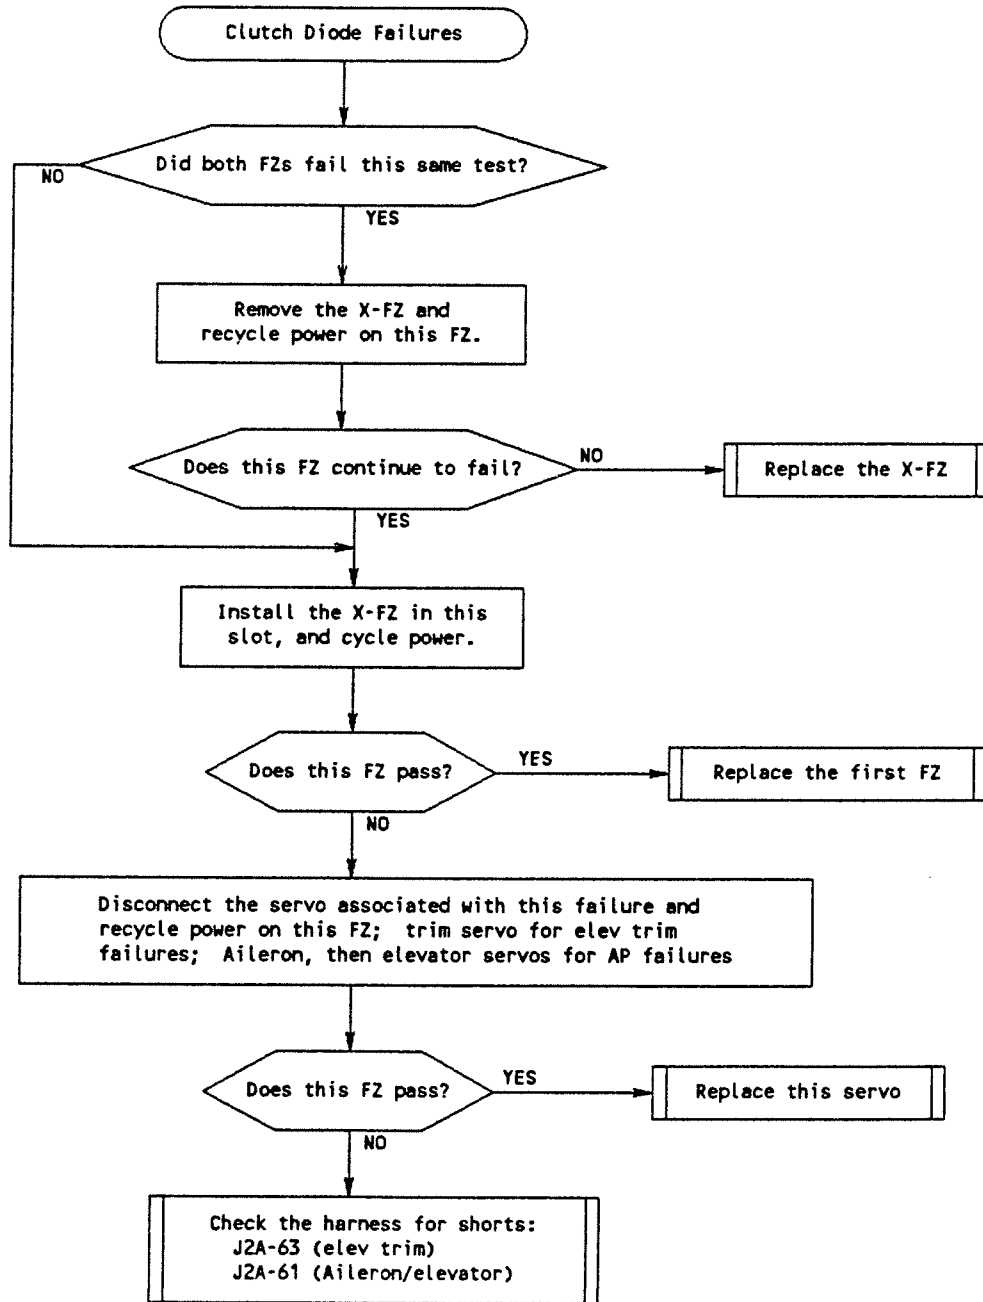 Clutch Diode Failures
Did both FZs fail this same test?
NO
YES
Remove the X-FZ and
recycle power on this FZ.
Does this FZ continue to fail?
NO
Replace the X-FZ
YES
Install the X-FZ in this
slot, and cycle power.
Does this FZ pass?
YES
Replace the first FZ
NO
Disconnect the servo associated with this failure and
recycle power on this FZ; trim servo for elev trim
failures; Aileron, then elevator servos for AP failures
Does this FZ pass?
YES
Replace this servo
NO
Check the harness for shorts:
J2A-63 (elev trim)
J2A-61 (Aileron/elevator)